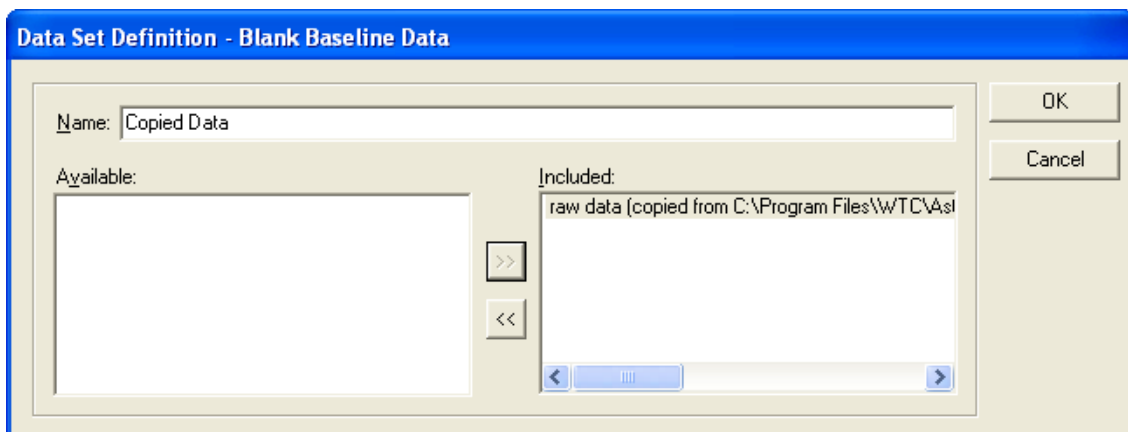 Data Set Definition - Blank Baseline Data
Name: Copied Data
OK
Cancel
Available:
Included:
raw data (copied from C:\Program Files\WTC\Ast
>>
<<